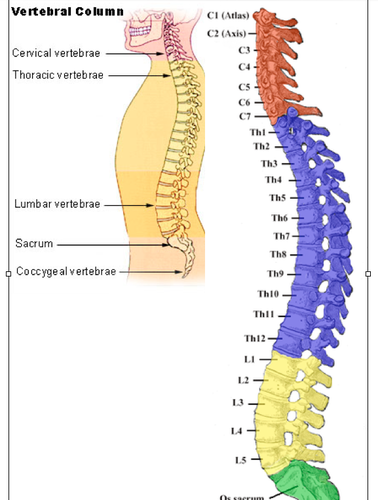 Vertebral Column
Cervical vertebrae
Thoracic vertebrae
Lumbar vertebrae
Sacrum
Coccygeal vertebrae
C1 (Atlas)
C2 (Axis)
C3
C4
C5
C6
C7
Th1
Th2
Th3
Th4
Th5
Th6
Th7
Th8
Th9
Th10
Th11
Th12
L1
L2
L3
L4
L5
Os sacrum